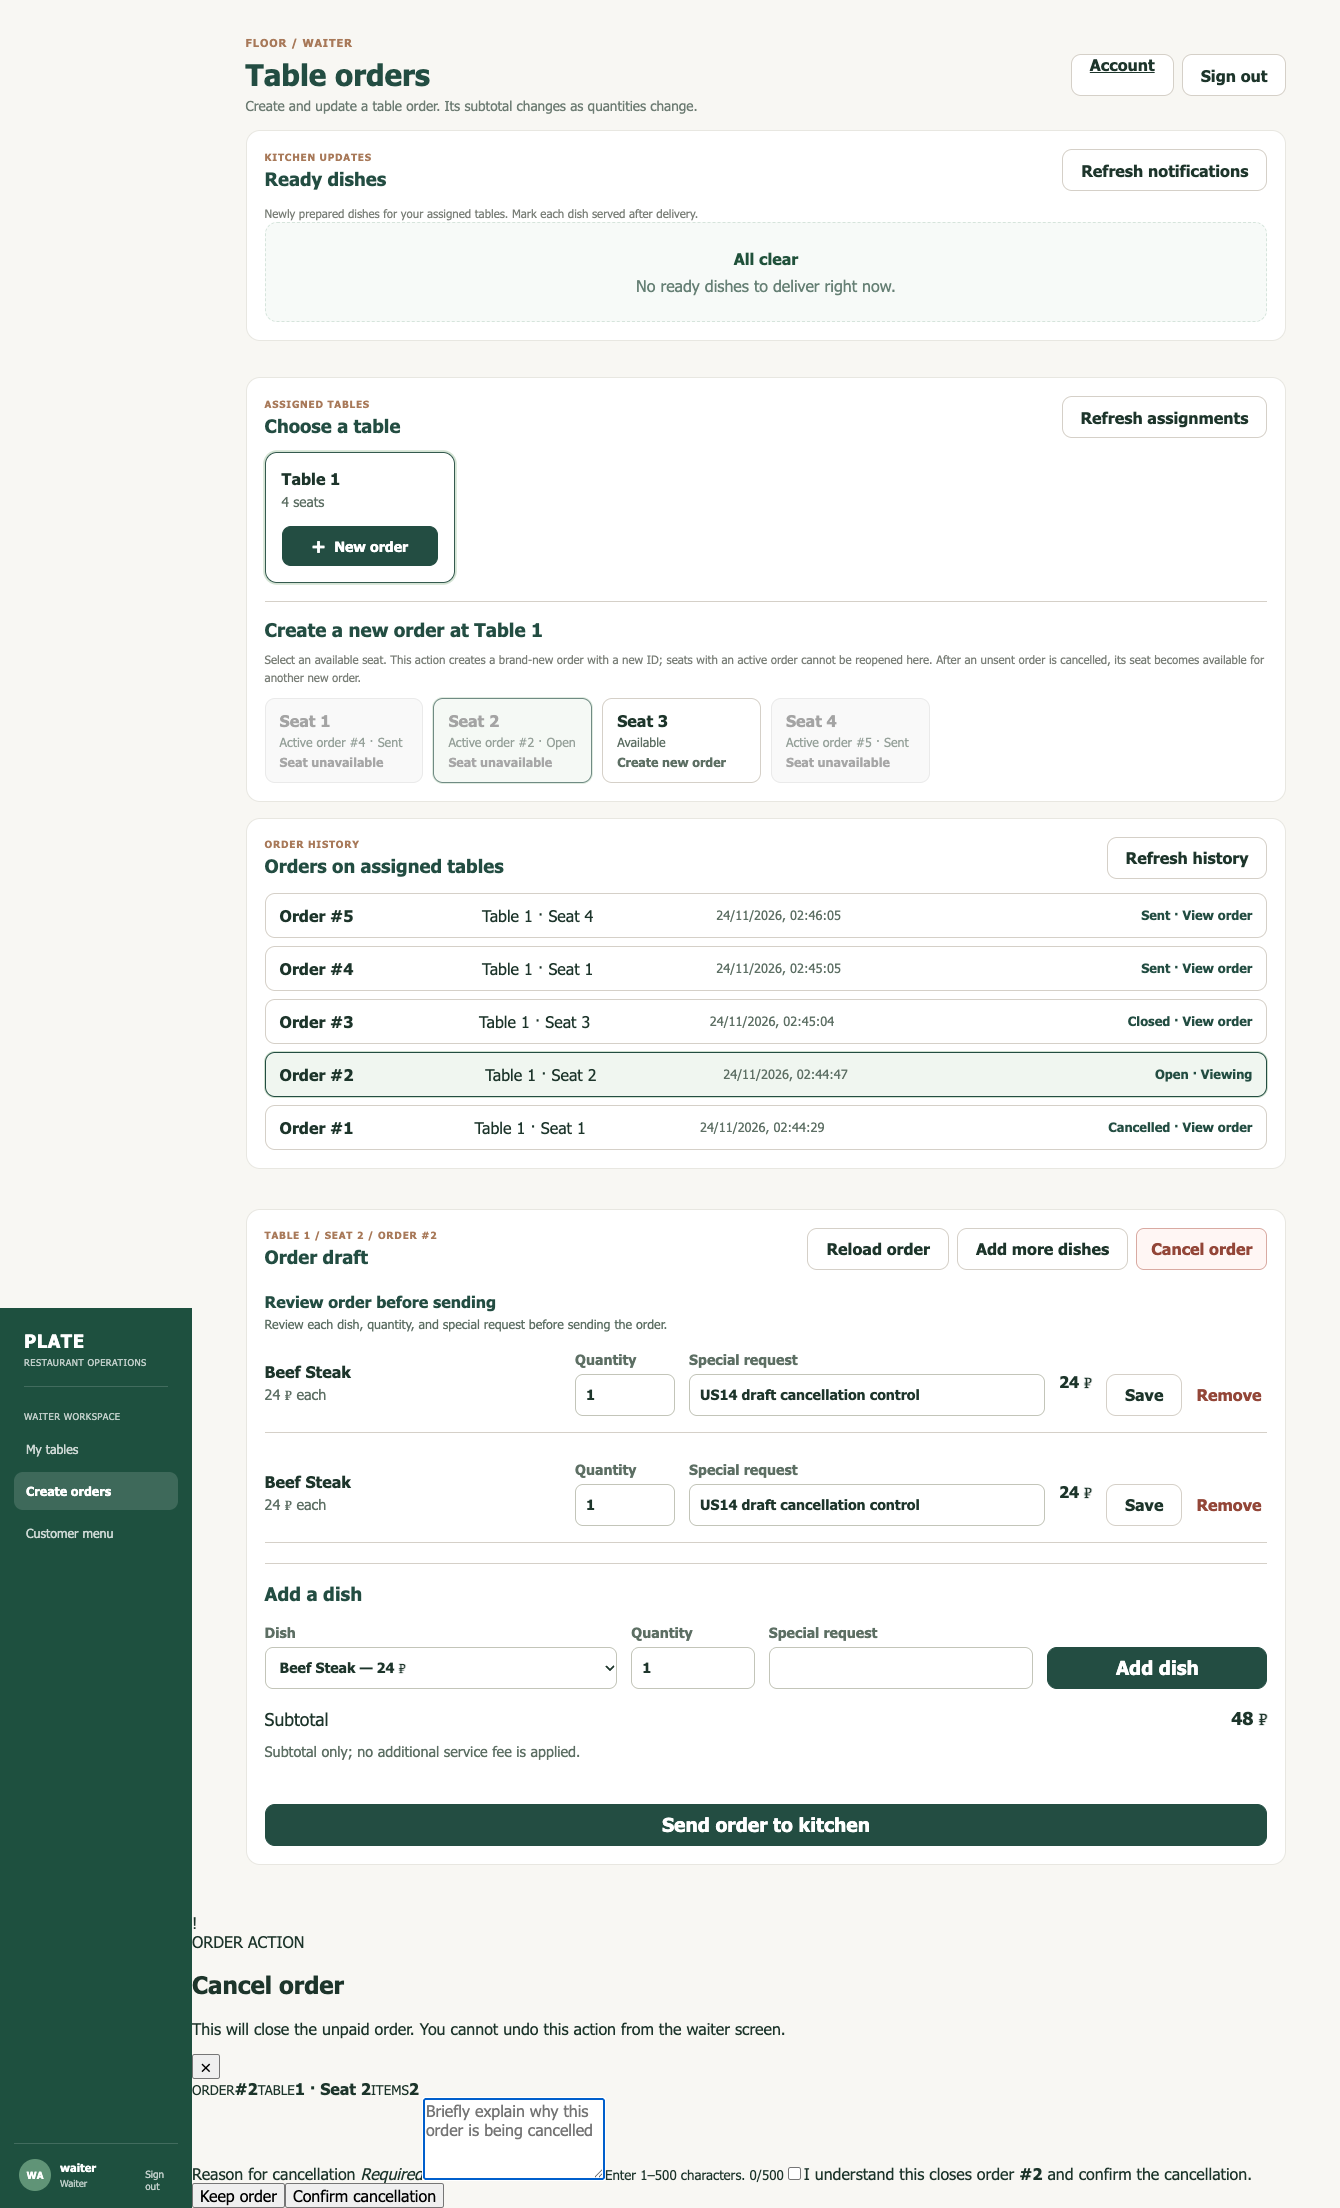 FLOOR / WAITER
Table orders
Create and update a table order. Its subtotal changes as quantities change.
Account
Sign out
KITCHEN UPDATES
Ready dishes
Refresh notifications
Newly prepared dishes for your assigned tables. Mark each dish served after delivery.
All clear
No ready dishes to deliver right now.
ASSIGNED TABLES
Choose a table
Refresh assignments
Table 1
4 seats
+ New order
Create a new order at Table 1
Select an available seat. This action creates a brand-new order with a new ID; seats with an active order cannot be reopened here. After an unsent order is cancelled, its seat becomes available for
another new order.
Seat 1
Active order #4 · Sent
Seat unavailable
Seat 2
Active order #2 · Open
Seat unavailable
Seat 3
Available
Create new order
Seat 4
Active order #5 · Sent
Seat unavailable
ORDER HISTORY
Orders on assigned tables
Refresh history
Order #5 Table 1 · Seat 4 24/11/2026, 02:46:05 Sent · View order
Order #4 Table 1 · Seat 1 24/11/2026, 02:45:05 Sent · View order
Order #3 Table 1 · Seat 3 24/11/2026, 02:45:04 Closed · View order
Order #2 Table 1 · Seat 2 24/11/2026, 02:44:47 Open · Viewing
Order #1 Table 1 · Seat 1 24/11/2026, 02:44:29 Cancelled · View order
TABLE 1 / SEAT 2 / ORDER #2
Order draft
Reload order
Add more dishes
Cancel order
Review order before sending
Review each dish, quantity, and special request before sending the order.
Beef Steak
24 ₽ each
Quantity
1
Special request
US14 draft cancellation control
24 ₽
Save
Remove
Beef Steak
24 ₽ each
Quantity
1
Special request
US14 draft cancellation control
24 ₽
Save
Remove
Add a dish
Dish
Beef Steak — 24 ₽
Quantity
1
Special request
Add dish
Subtotal 48 ₽
Subtotal only; no additional service fee is applied.
Send order to kitchen
PLATE
RESTAURANT OPERATIONS
WAITER WORKSPACE
My tables
Create orders
Customer menu
WA
waiter
Waiter
Sign
out
!
ORDER ACTION
Cancel order
This will close the unpaid order. You cannot undo this action from the waiter screen.
×
ORDER#2TABLE1 · Seat 2ITEMS2
Briefly explain why this
order is being cancelled
Reason for cancellation Required Enter 1–500 characters. 0/500 I understand this closes order #2 and confirm the cancellation.
Keep order
Confirm cancellation